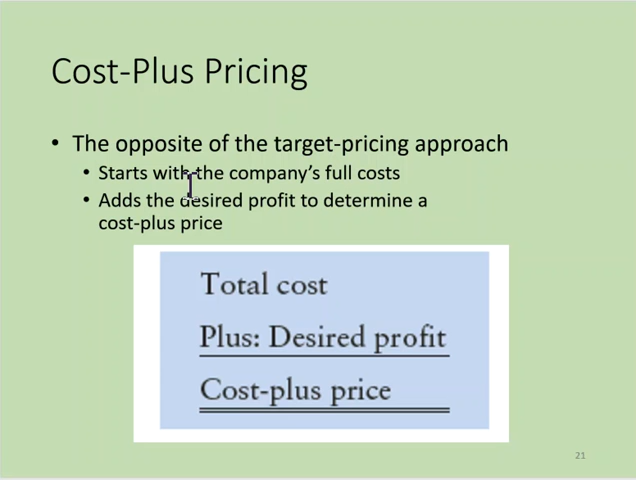 Cost-Plus Pricing
• The opposite of the target-pricing approach
• Starts with the company's full costs
• Adds the desired profit to determine a
cost-plus price
Total cost
Plus: Desired profit
Cost-plus price
21